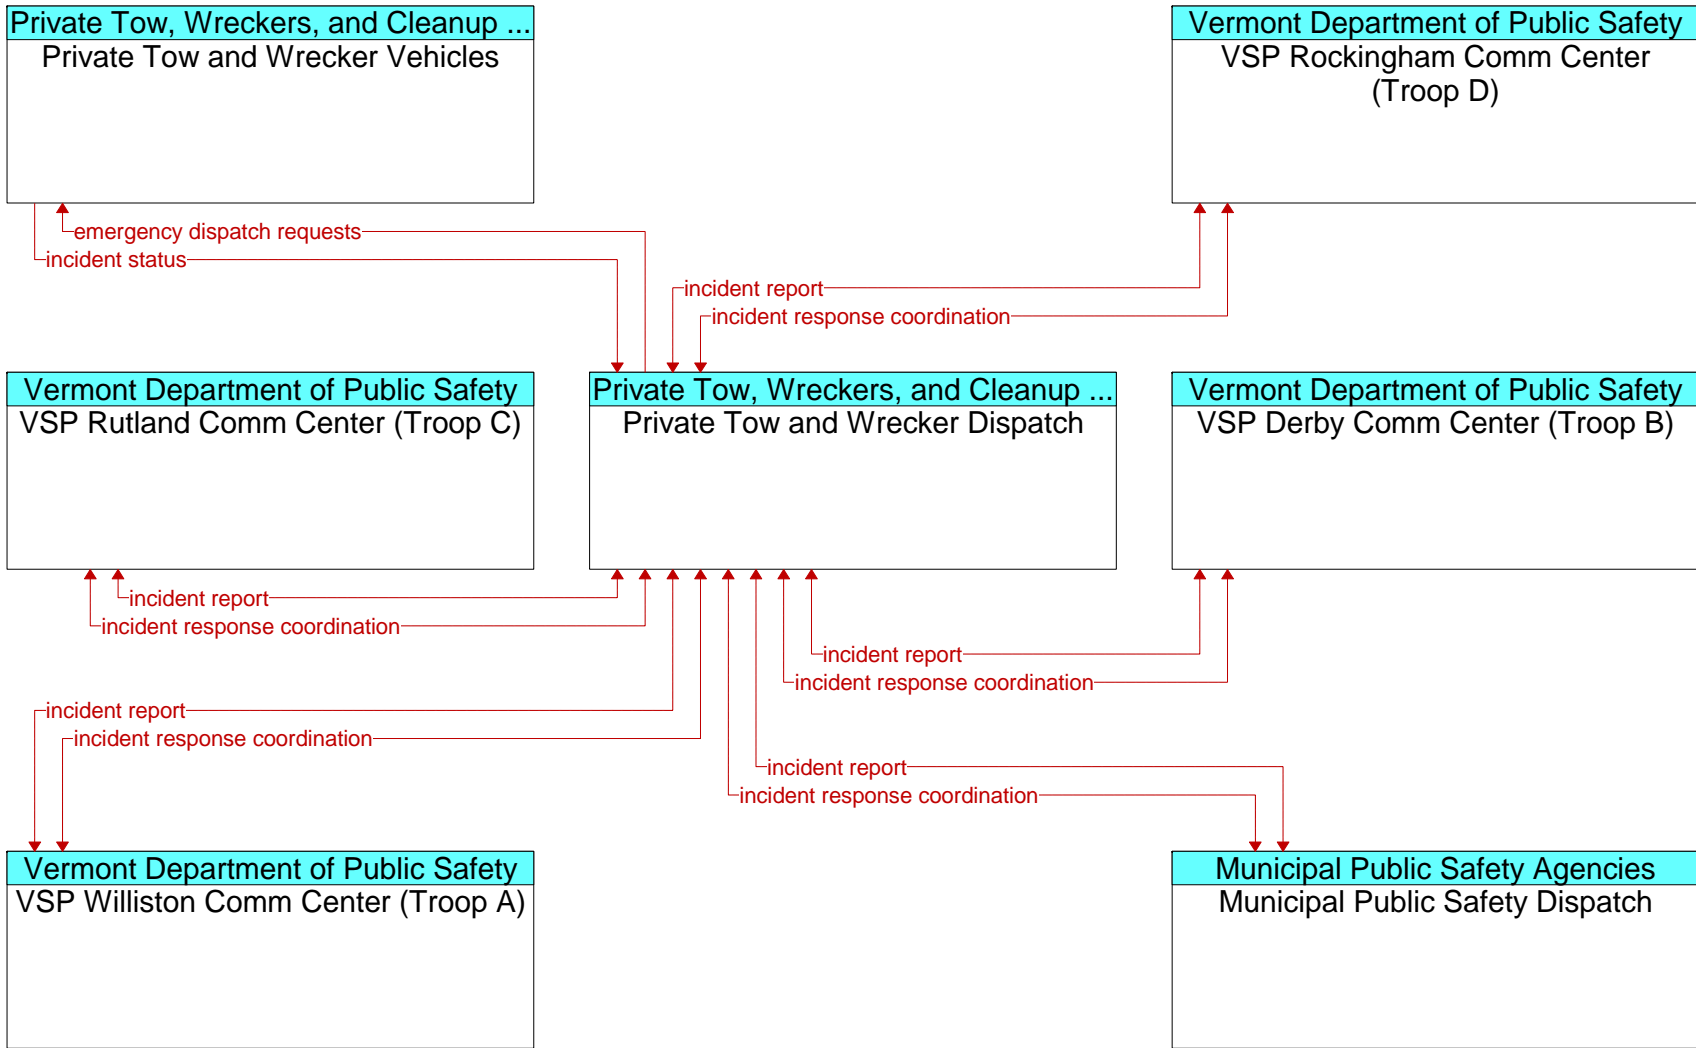 Private Tow, Wreckers, and Cleanup ...
Private Tow and Wrecker Vehicles
Vermont Department of Public Safety
VSP Rockingham Comm Center
(Troop D)
emergency dispatch requests
incident status
incident report
incident response coordination
Vermont Department of Public Safety
VSP Rutland Comm Center (Troop C)
Private Tow, Wreckers, and Cleanup ...
Private Tow and Wrecker Dispatch
Vermont Department of Public Safety
VSP Derby Comm Center (Troop B)
incident report
incident response coordination
incident report
incident response coordination
incident report
incident response coordination
incident report
incident response coordination
Vermont Department of Public Safety
VSP Williston Comm Center (Troop A)
Municipal Public Safety Agencies
Municipal Public Safety Dispatch